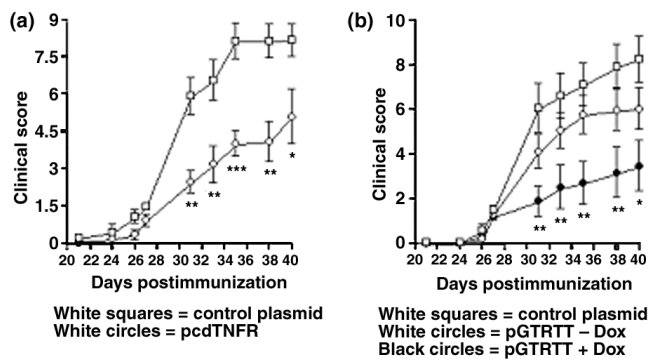 (a)
9
7.5
6
4.5
3
1.5
0
Clinical score
** ** *** ** *
20 22 24 26 28 30 32 34 36 38 40
Days postimmunization
White squares = control plasmid
White circles = pcdTNFR
(b)
10
8
6
4
2
0
Clinical score
** ** ** ** *
20 22 24 26 28 30 32 34 36 38 40
Days postimmunization
White squares = control plasmid
White circles = pGTRTT – Dox
Black circles = pGTRTT + Dox